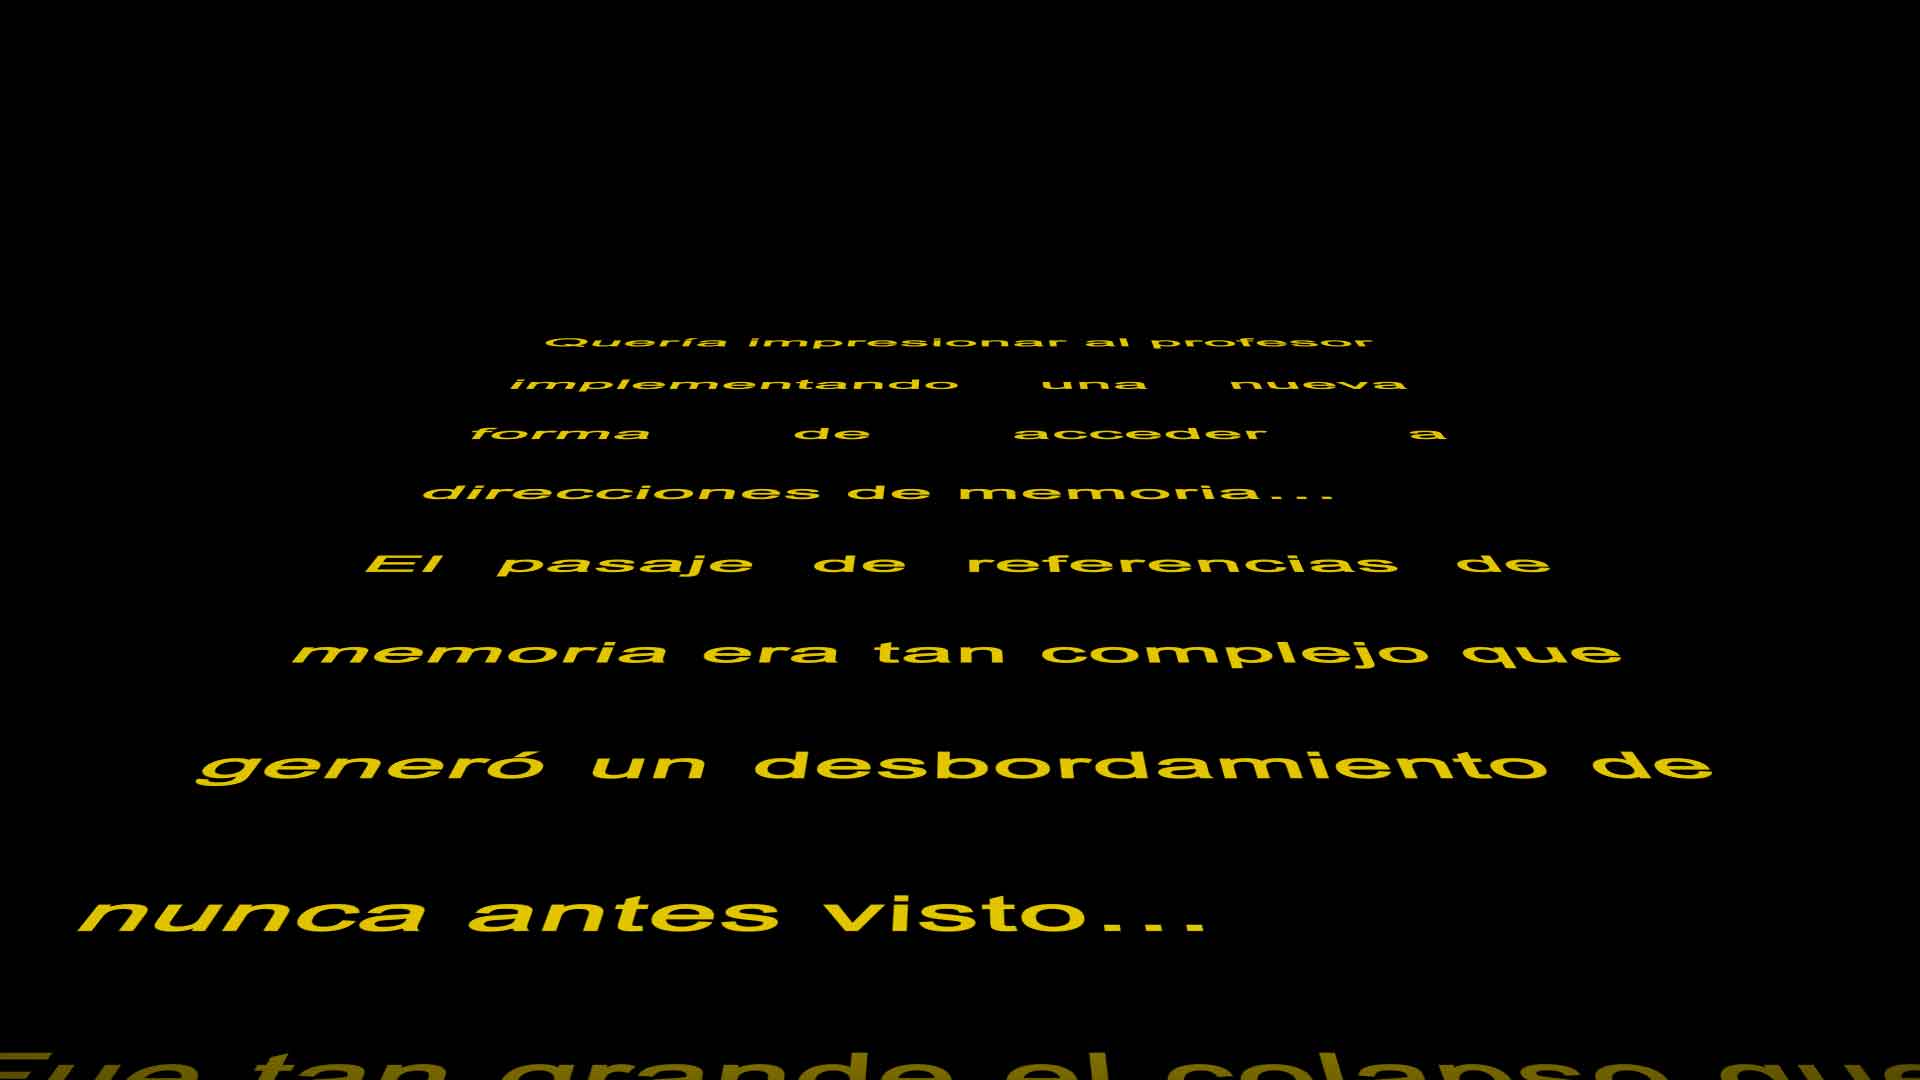 Quería impresionar al profesor
implementando una nueva
forma de acceder a
direcciones de memoria...
El pasaje de referencias de
memoria era tan complejo que
generó un desbordamiento de
nunca antes visto...
Fue tan grande el colapso que